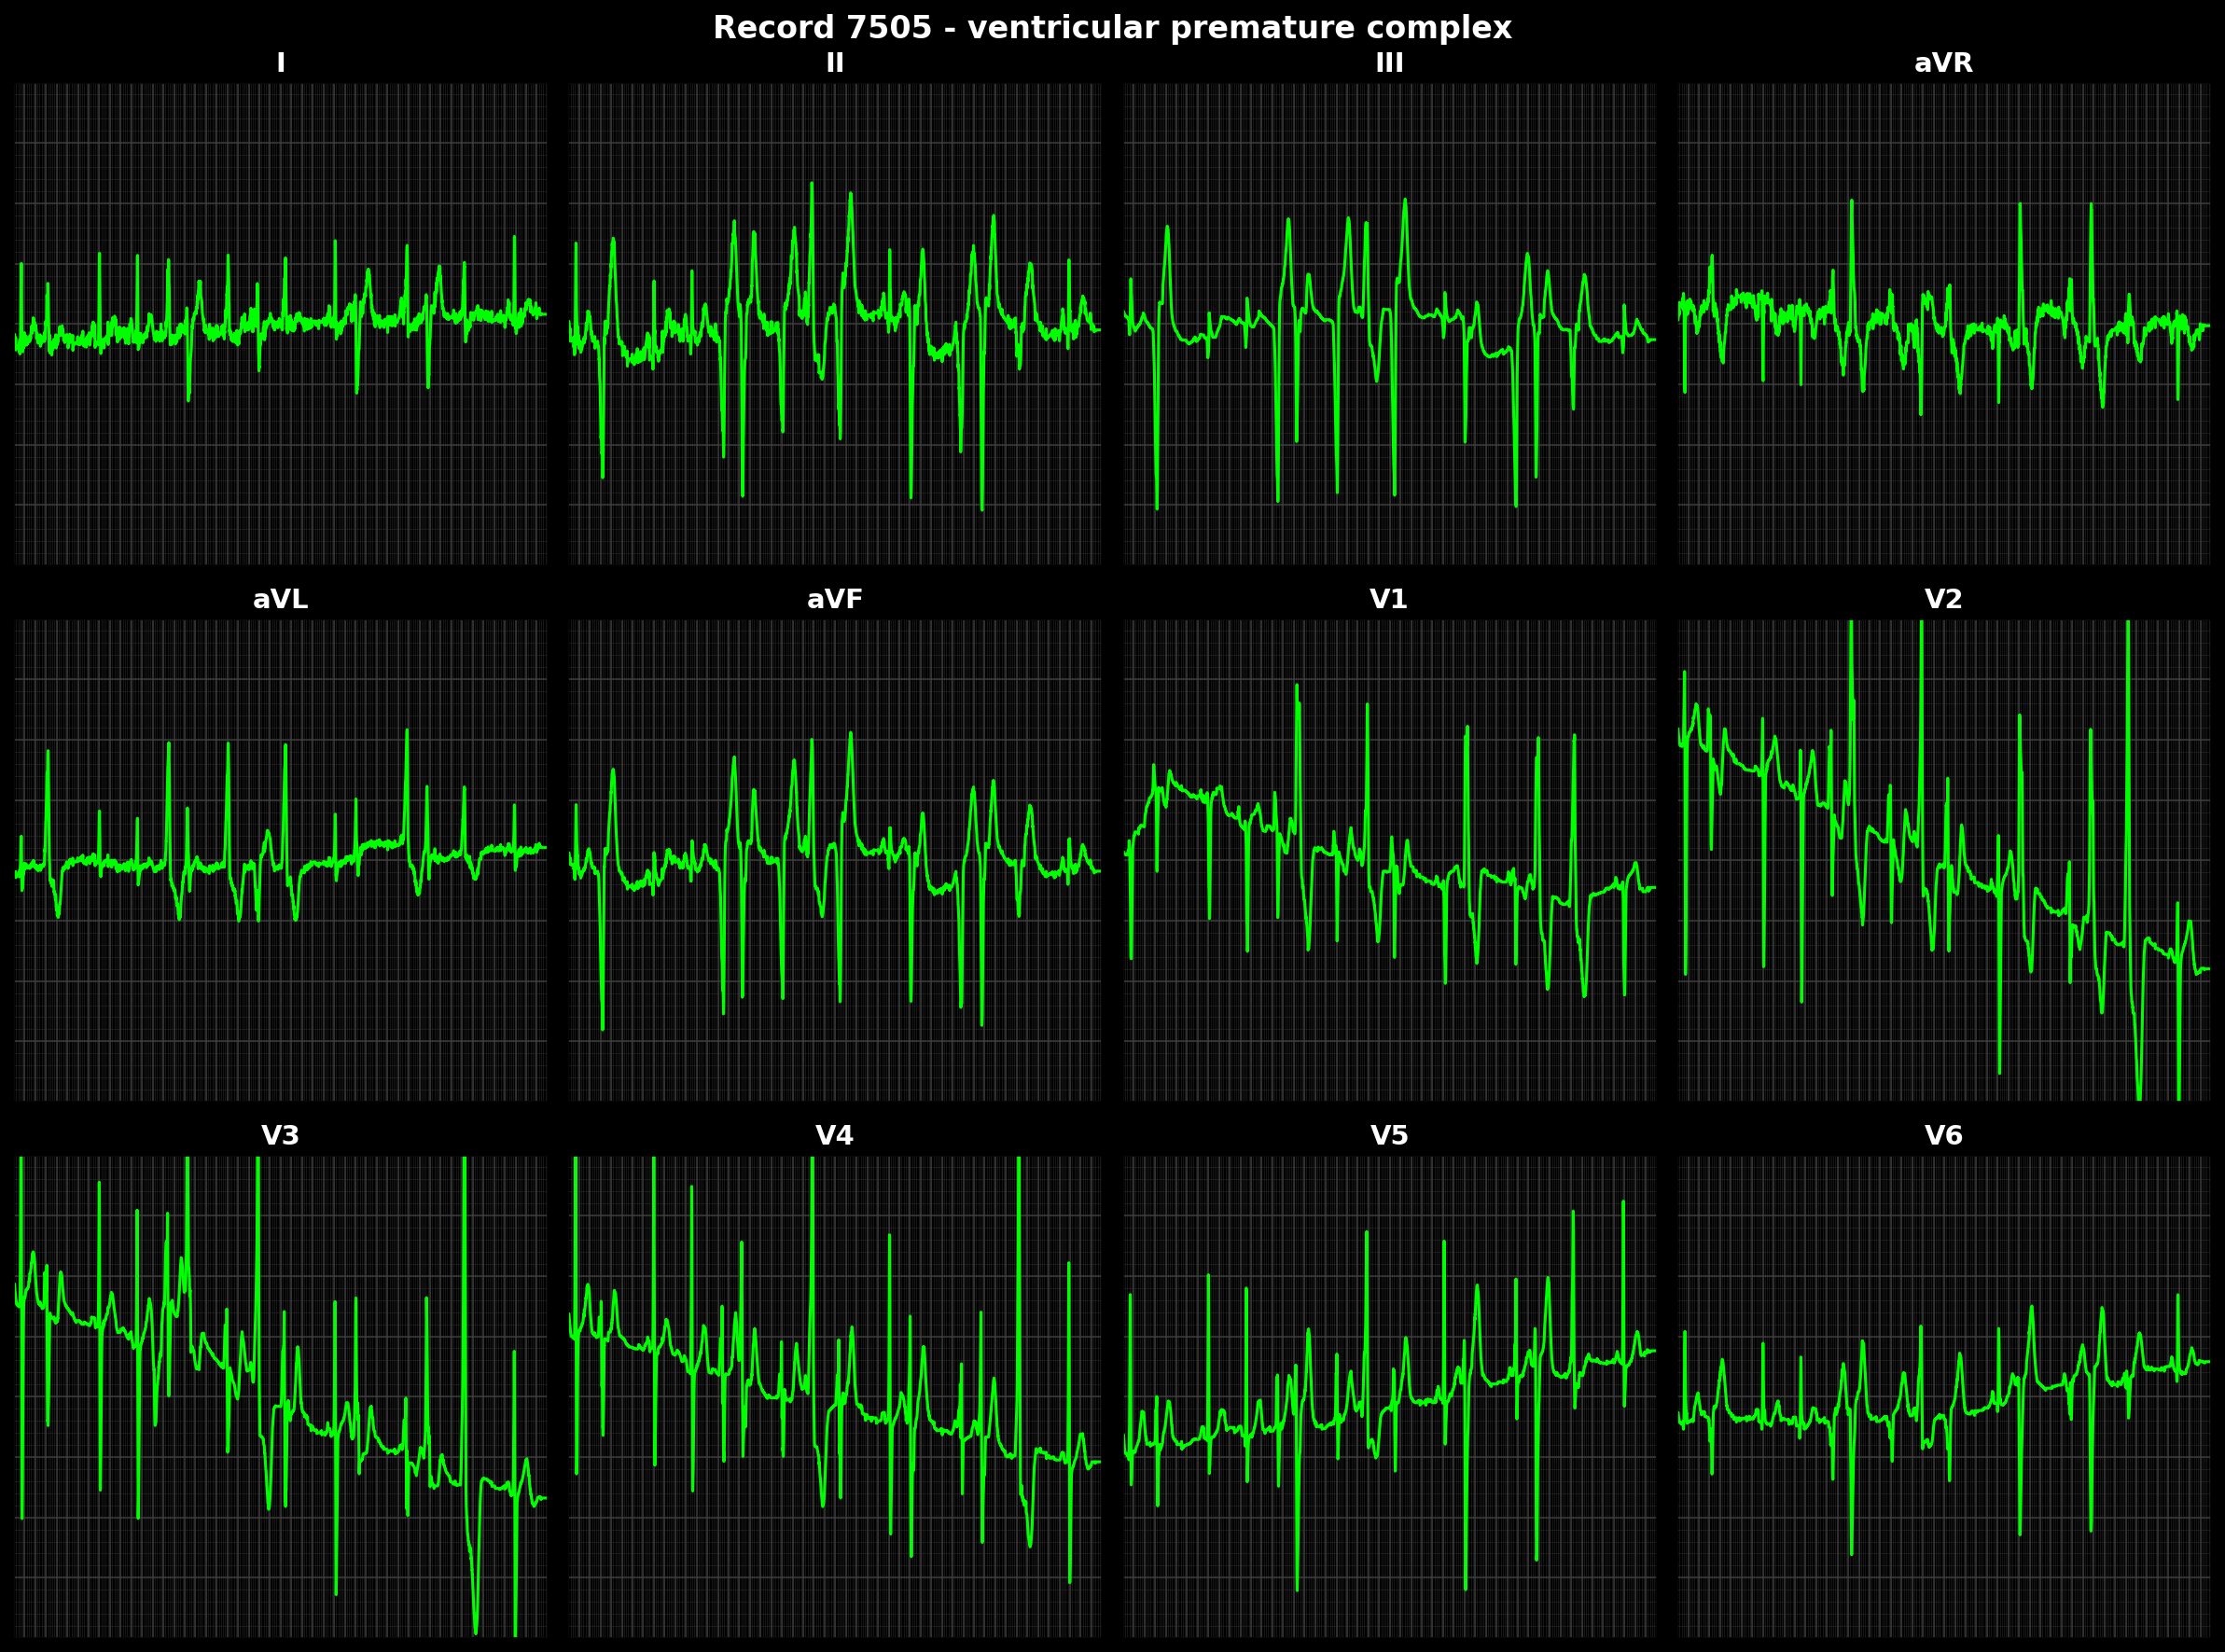 Record 7505 - ventricular premature complex
I
II
III
aVR
aVL
aVF
V1
V2
V3
V4
V5
V6